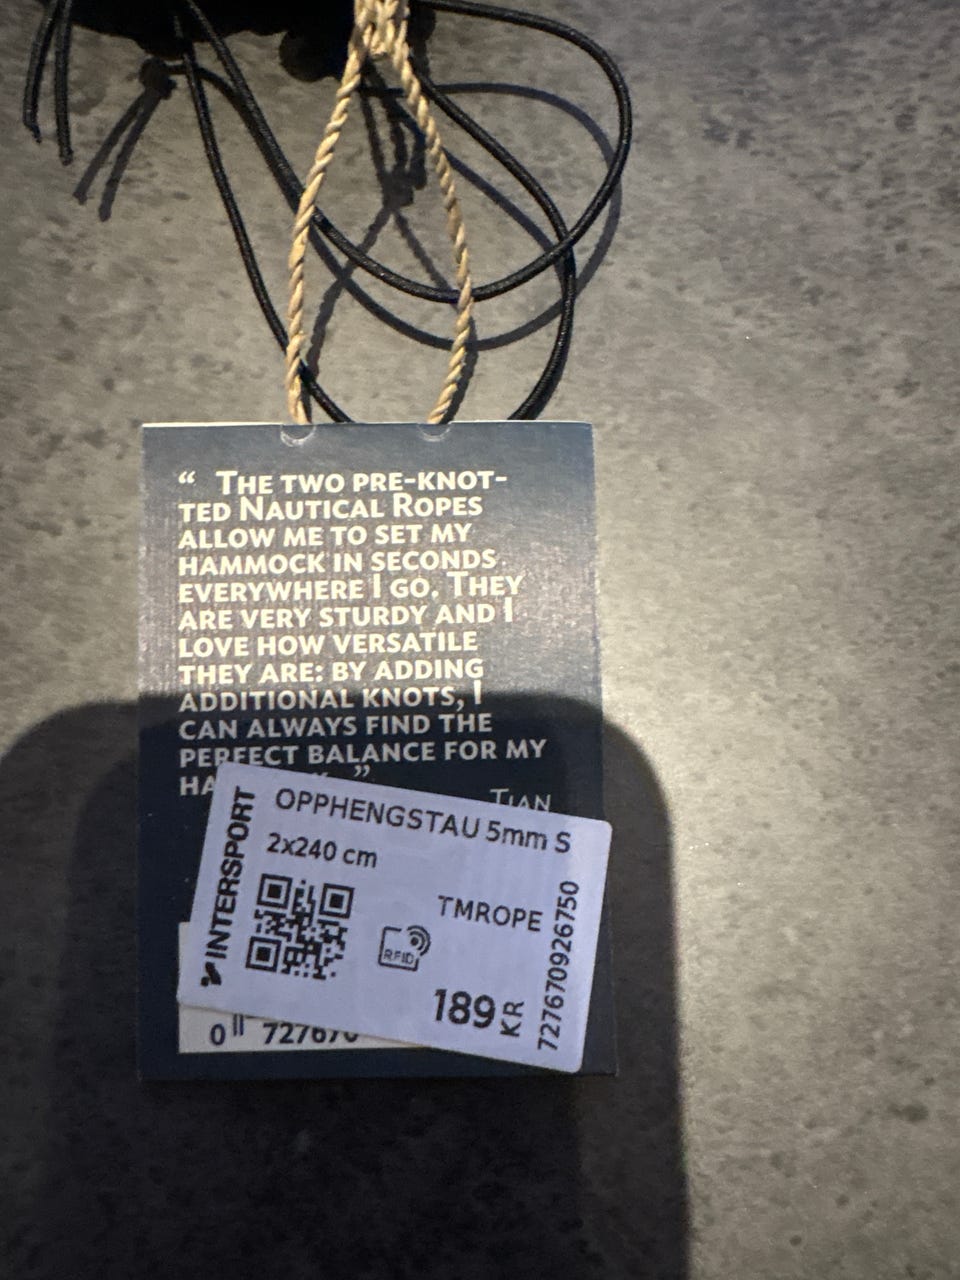 “ The two pre-knot-
ted Nautical Ropes
allow me to set my
hammock in seconds
everywhere I go. They
are very sturdy and I
love how versatile
they are: by adding
additional knots, I
can always find the
perfect balance for my
”
Tian
INTERSPORT
OPPHENGSTAU 5mm S
2x240 cm
TMROPE
RFID
189 KR
727670926750
0 72767